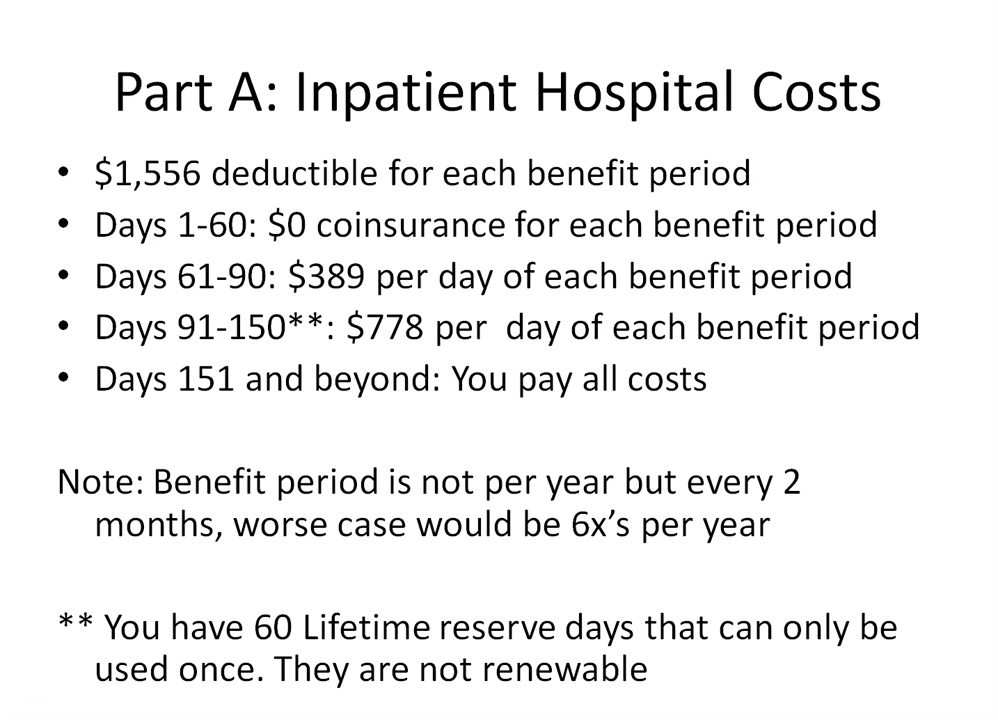 Part A: Inpatient Hospital Costs
• $1,556 deductible for each benefit period
• Days 1-60: $0 coinsurance for each benefit period
• Days 61-90: $389 per day of each benefit period
• Days 91-150**: $778 per  day of each benefit period
• Days 151 and beyond: You pay all costs
Note: Benefit period is not per year but every 2
months, worse case would be 6x’s per year
** You have 60 Lifetime reserve days that can only be
used once. They are not renewable